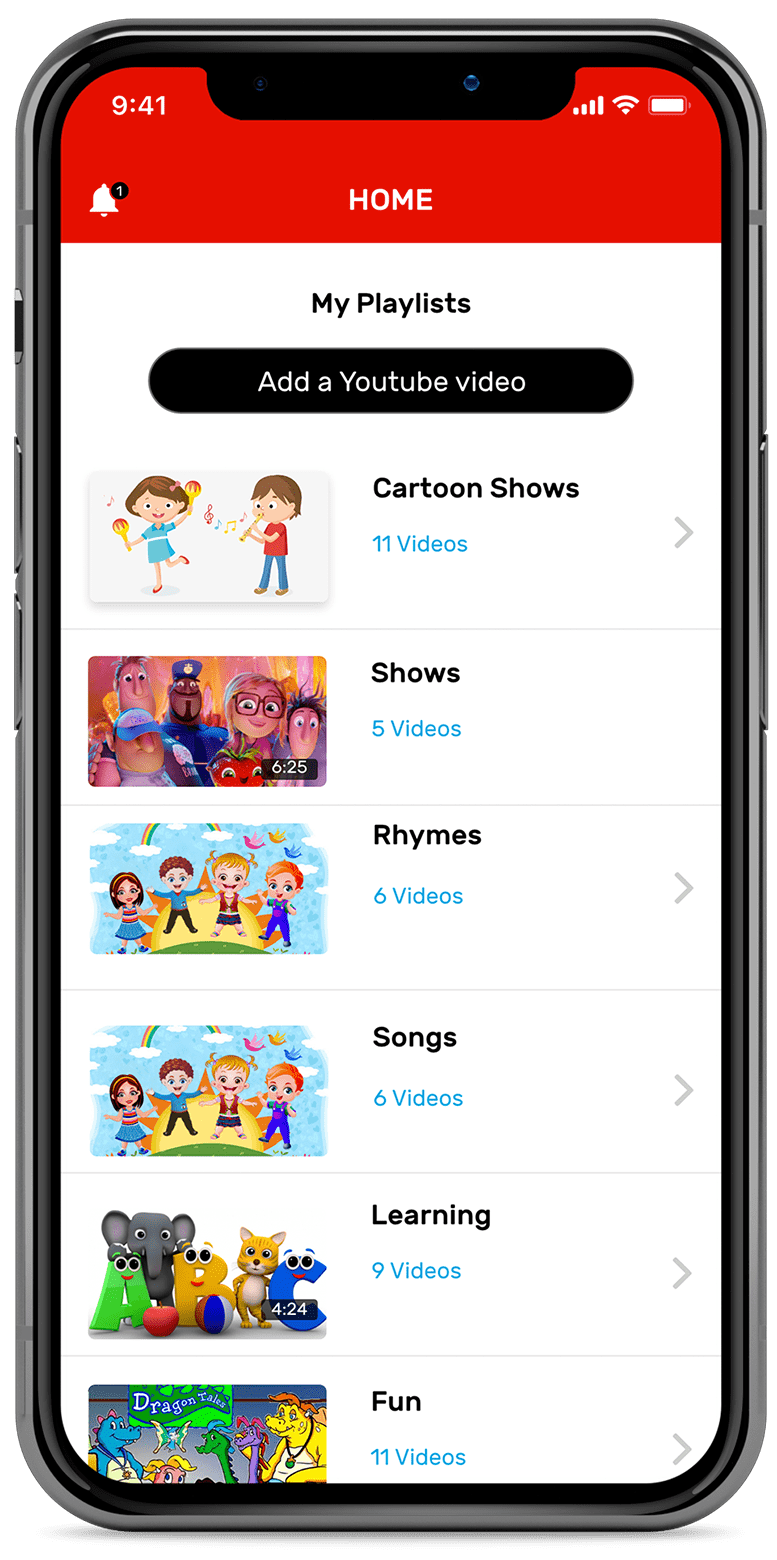 9:41
1
HOME
My Playlists
Add a Youtube video
Cartoon Shows
11 Videos
Shows
5 Videos
6:25
Rhymes
6 Videos
Songs
6 Videos
Learning
9 Videos
A B C
4:24
Fun
Dragon Tales
11 Videos